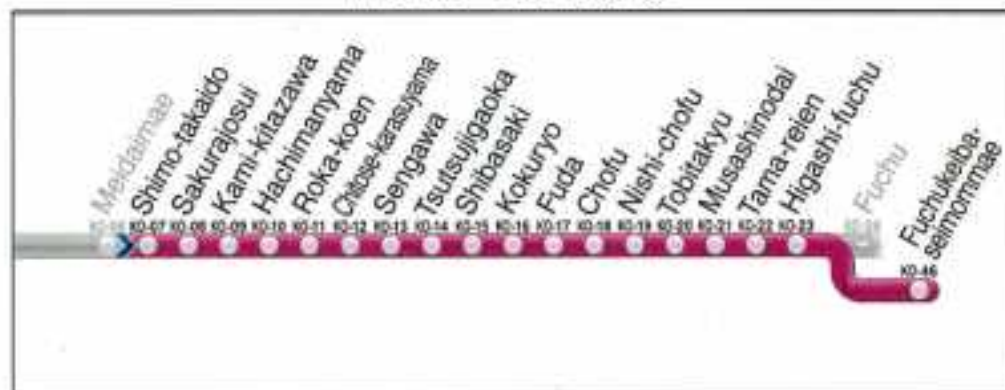 Meidaimae
Shimo-takaido
Sakurajosui
Kami-kitazawa
Hachimanyama
Roka-koen
Chitose-karasuyama
Sengawa
Tsutsujigaoka
Shibasaki
Kokuryo
Fuda
Chofu
Nishi-chofu
Tobitakyu
Musashinodai
Tama-reien
Higashi-fuchu
Fuchu
Fuchukeiba-
seimonmae
KO-07 KO-08 KO-09 KO-10 KO-11 KO-12 KO-13 KO-14 KO-15 KO-16 KO-17 KO-18 KO-19 KO-20 KO-21 KO-22 KO-23
KO-46